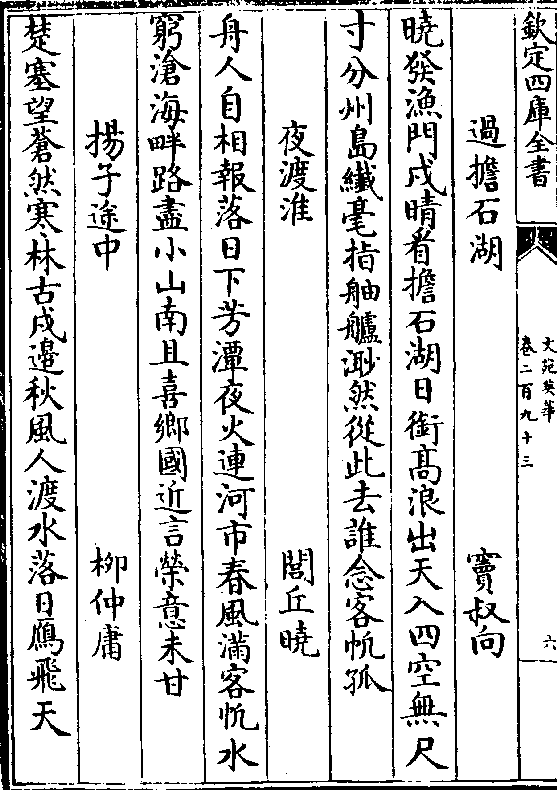 欽定四庫全書
文苑英華
卷二百九十三
六
過擔石湖
竇叔向
曉發漁門戍晴看擔石湖日銜髙浪出天入四空無尺
寸分州島纎毫指舳艫渺然從此去誰念客㠶孤
夜渡淮
閭丘曉
舟人自相報落日下芳潭夜火連河市春風滿客㠶水
窮滄海畔路盡小山南且喜鄉國近言榮意未甘
揚子途中
柳仲庸
楚塞望蒼然寒林古戍邉秋風人渡水落日鴈飛天